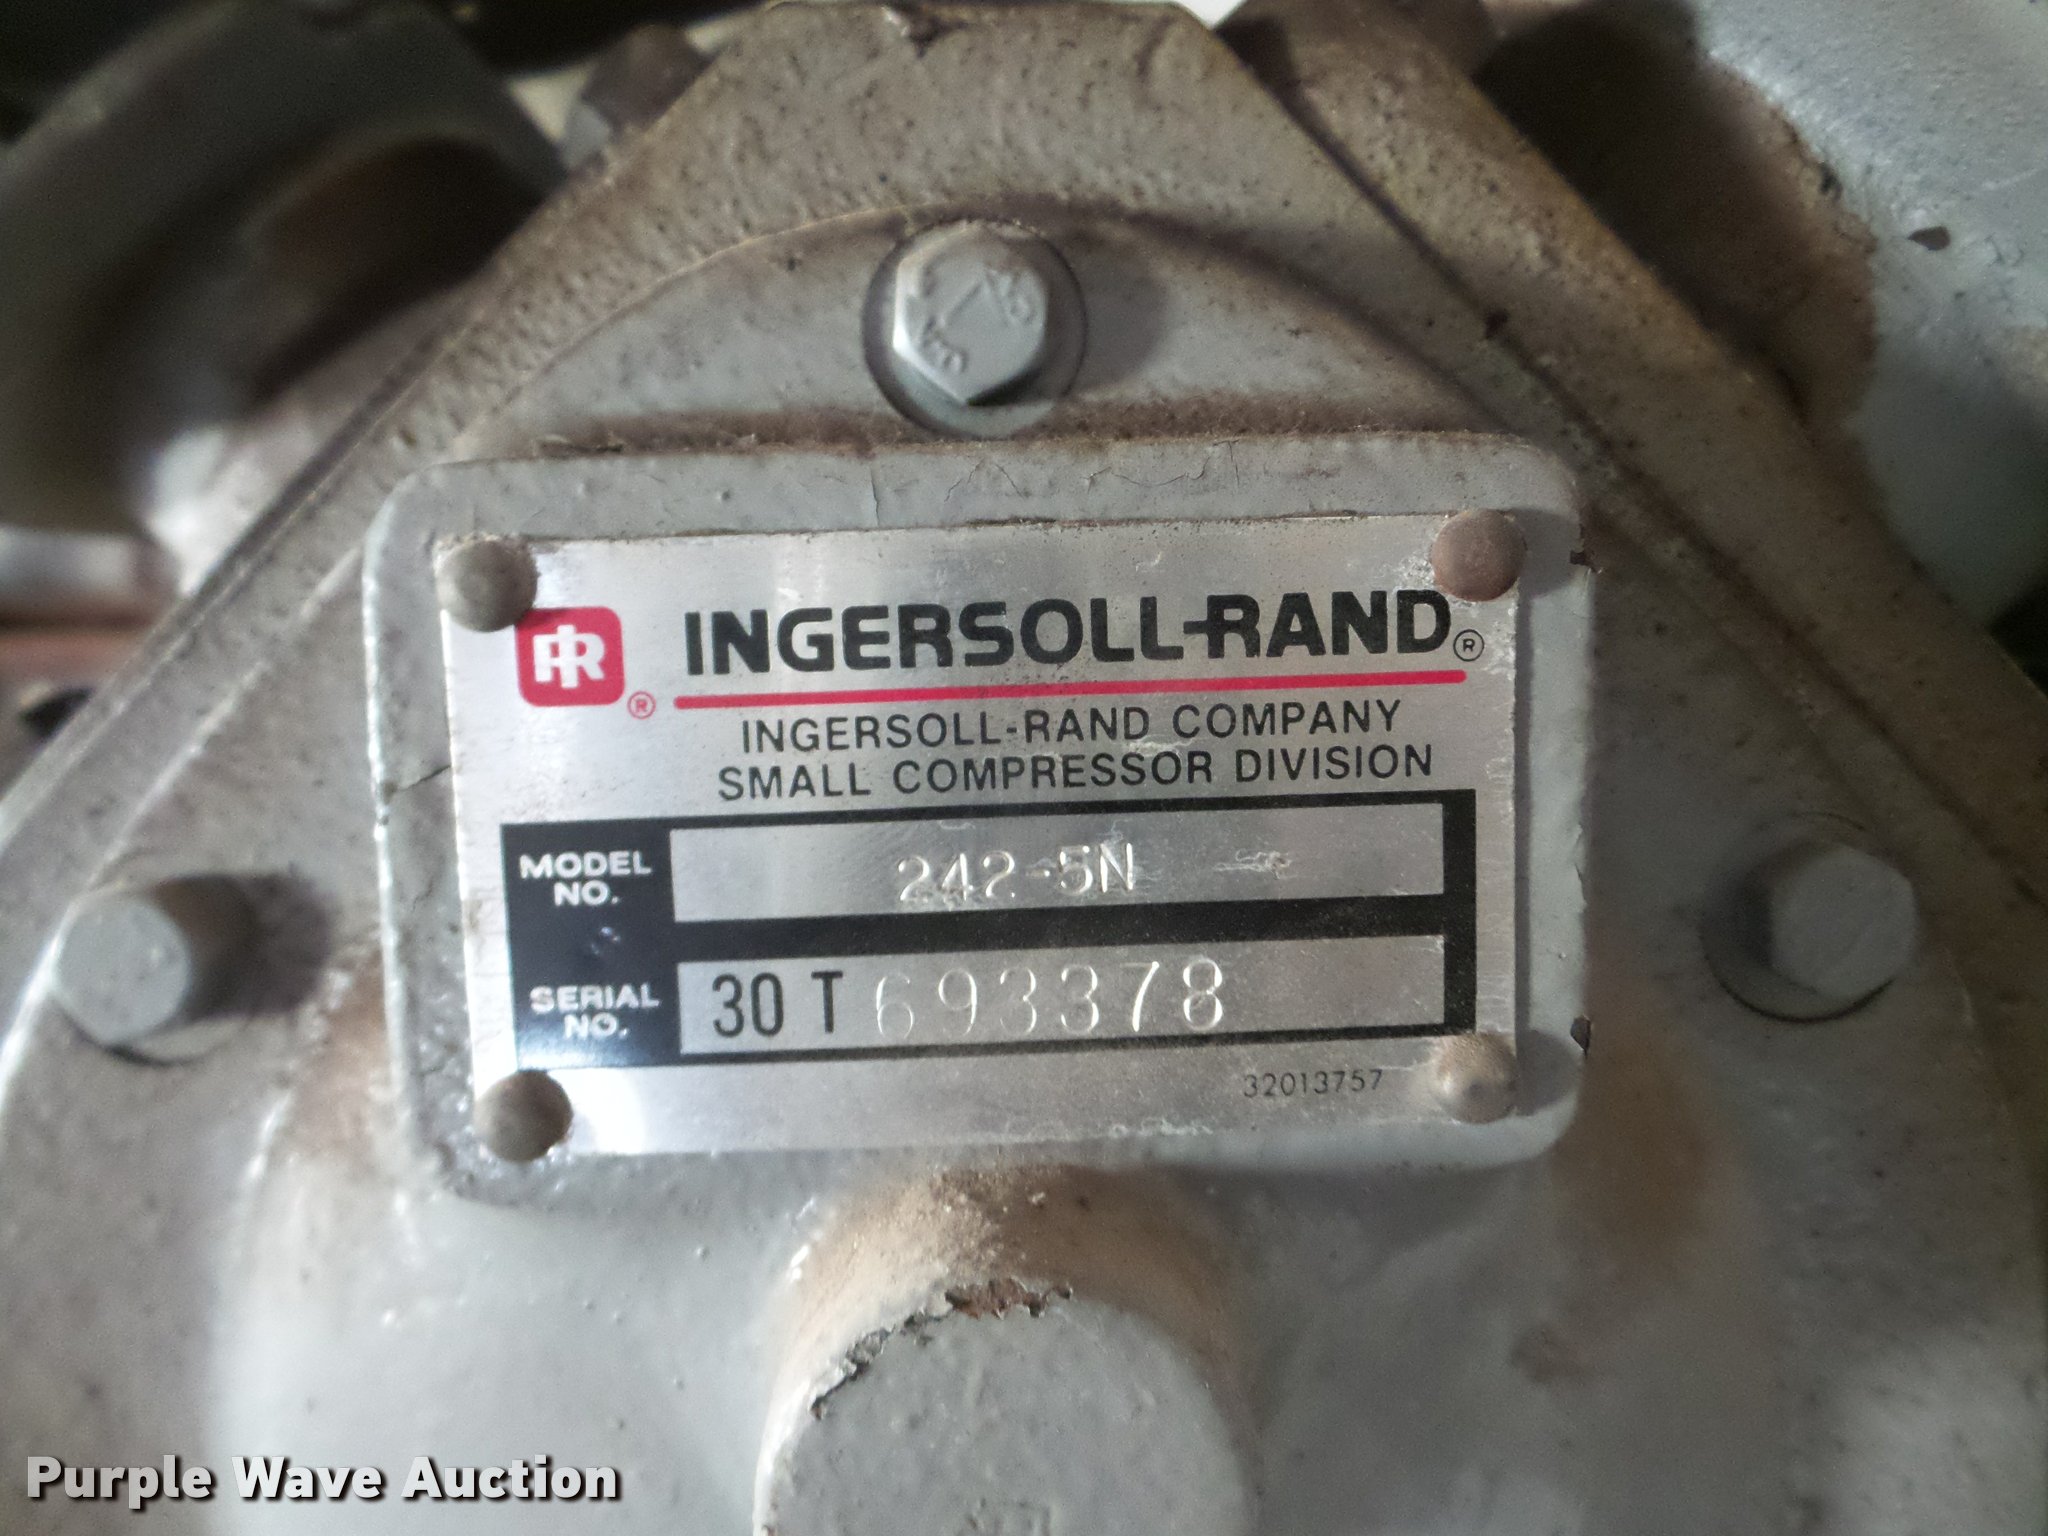 IR ®
INGERSOLL-RAND®
INGERSOLL-RAND COMPANY
SMALL COMPRESSOR DIVISION
MODEL NO. 242-5N
SERIAL NO. 30 T 693378
32013757
Purple Wave Auction